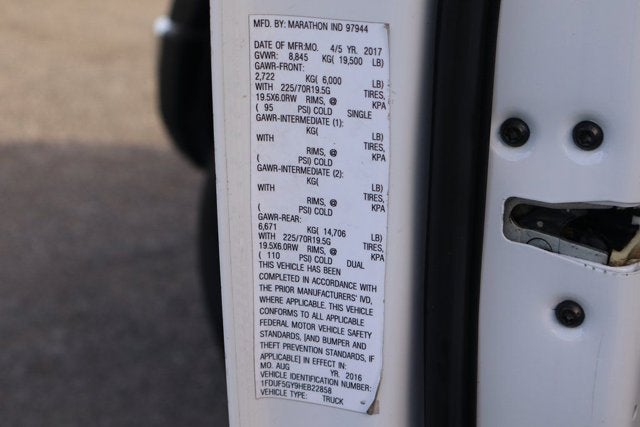 MFD. BY: MARATHON IND 97944
DATE OF MFR:MO. 4/5 YR. 2017
GVWR: 8,845 KG( 19,500 LB)
GAWR-FRONT:
2,722 KG( 6,000 LB)
WITH 225/70R19.5G TIRES,
19.5X6.0RW RIMS, @ KPA
( 95 PSI) COLD SINGLE
GAWR-INTERMEDIATE (1):
KG( LB)
WITH TIRES,
RIMS, @ KPA
( PSI) COLD
GAWR-INTERMEDIATE (2):
KG( LB)
WITH TIRES,
RIMS, @ KPA
( PSI) COLD
GAWR-REAR:
6,671 KG( 14,706 LB)
WITH 225/70R19.5G TIRES,
19.5X6.0RW RIMS, @ KPA
( 110 PSI) COLD DUAL
THIS VEHICLE HAS BEEN
COMPLETED IN ACCORDANCE WITH
THE PRIOR MANUFACTURERS' IVD,
WHERE APPLICABLE. THIS VEHICLE
CONFORMS TO ALL APPLICABLE
FEDERAL MOTOR VEHICLE SAFETY
STANDARDS, [AND BUMPER AND
THEFT PREVENTION STANDARDS, IF
APPLICABLE] IN EFFECT IN:
MO. AUG YR. 2016
VEHICLE IDENTIFICATION NUMBER:
1FDUF5GY9HEB22858
VEHICLE TYPE: TRUCK